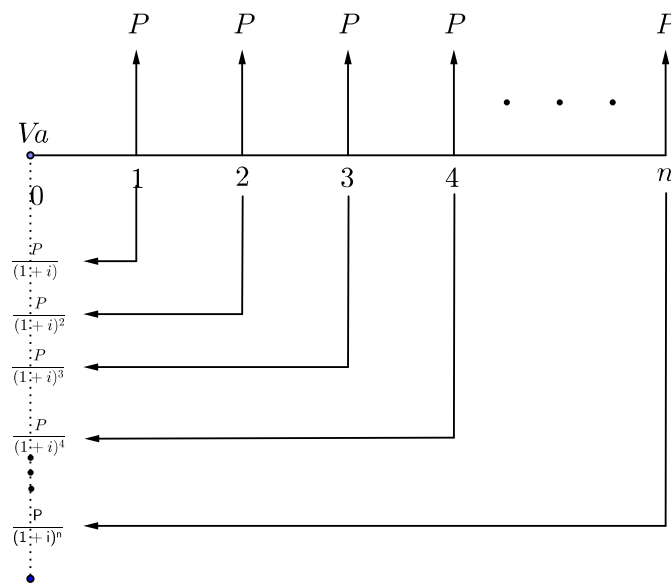 P P P P P
Va
0 1 2 3 4 n
P/(1+i)
P/(1+i)²
P/(1+i)³
P/(1+i)⁴
P/(1+i)ⁿ